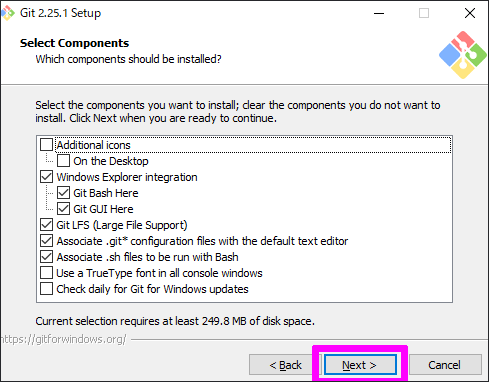 Git 2.25.1 Setup
Select Components
Which components should be installed?
Select the components you want to install; clear the components you do not want to
install. Click Next when you are ready to continue.
Additional icons
On the Desktop
Windows Explorer integration
Git Bash Here
Git GUI Here
Git LFS (Large File Support)
Associate .git* configuration files with the default text editor
Associate .sh files to be run with Bash
Use a TrueType font in all console windows
Check daily for Git for Windows updates
Current selection requires at least 249.8 MB of disk space.
https://gitforwindows.org/
< Back
Next >
Cancel